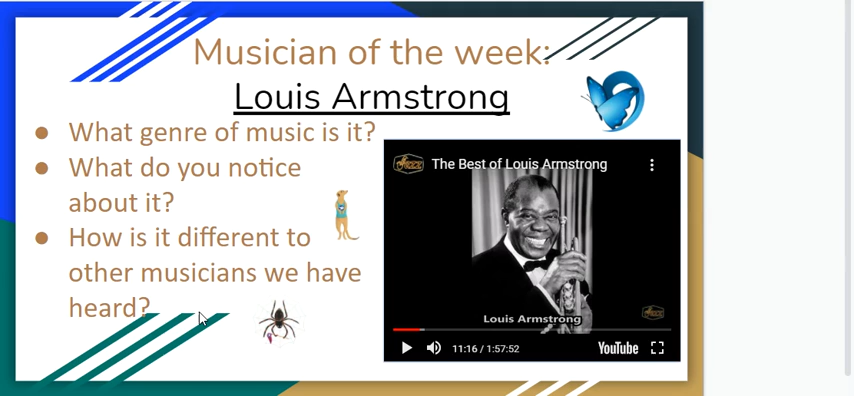 Musician of the week:
Louis Armstrong
What genre of music is it?
What do you notice
about it?
How is it different to
other musicians we have
heard?
The Best of Louis Armstrong
Louis Armstrong
11:16 / 1:57:52
YouTube